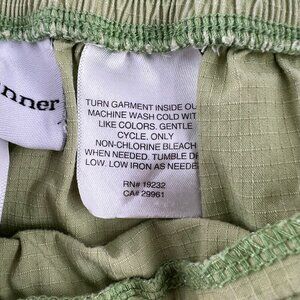 nner
TURN GARMENT INSIDE OU
MACHINE WASH COLD WIT
LIKE COLORS. GENTLE
CYCLE. ONLY
NON-CHLORINE BLEACH
WHEN NEEDED. TUMBLE DR
LOW. LOW IRON AS NEEDE
RN# 19232
CA# 29961